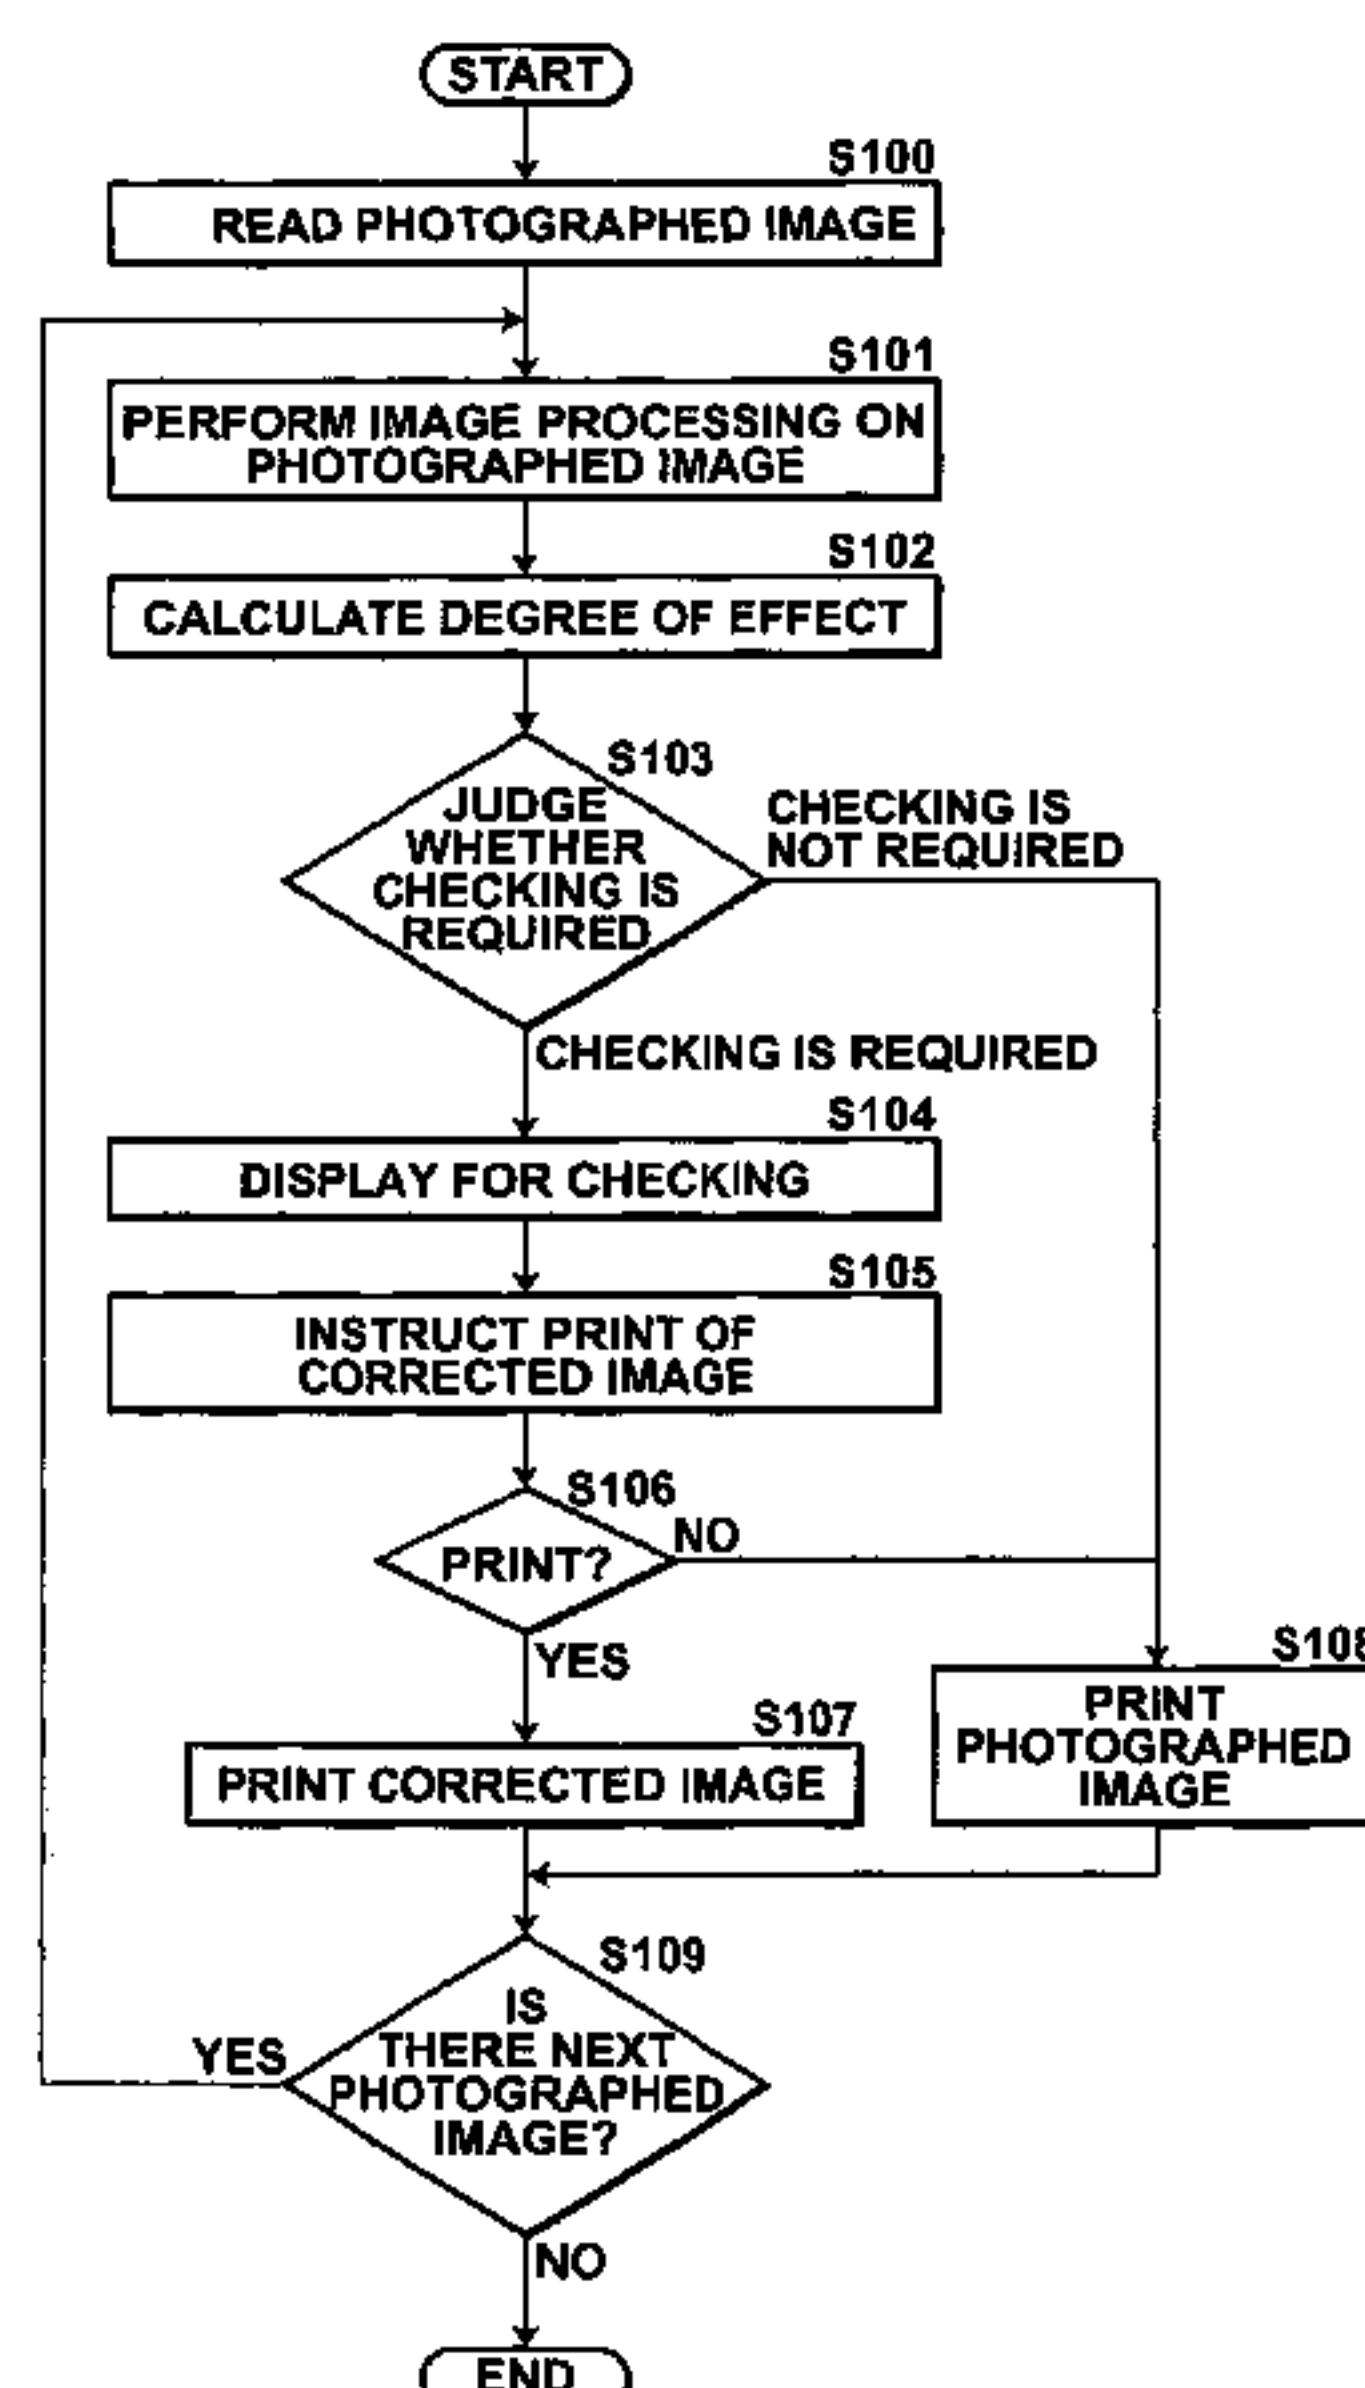 START
S100
READ PHOTOGRAPHED IMAGE
S101
PERFORM IMAGE PROCESSING ON
PHOTOGRAPHED IMAGE
S102
CALCULATE DEGREE OF EFFECT
S103
JUDGE
WHETHER
CHECKING IS
REQUIRED
CHECKING IS
NOT REQUIRED
CHECKING IS REQUIRED
S104
DISPLAY FOR CHECKING
S105
INSTRUCT PRINT OF
CORRECTED IMAGE
S106
PRINT?
NO
YES
S107
PRINT CORRECTED IMAGE
S108
PRINT
PHOTOGRAPHED
IMAGE
S109
IS
THERE NEXT
PHOTOGRAPHED
IMAGE?
YES
NO
END